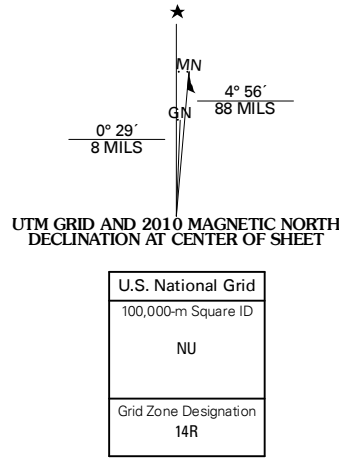 ★
MN
GN
4° 56´
88 MILS
0° 29´
8 MILS
UTM GRID AND 2010 MAGNETIC NORTH
DECLINATION AT CENTER OF SHEET
U.S. National Grid
100,000-m Square ID
NU
Grid Zone Designation
14R